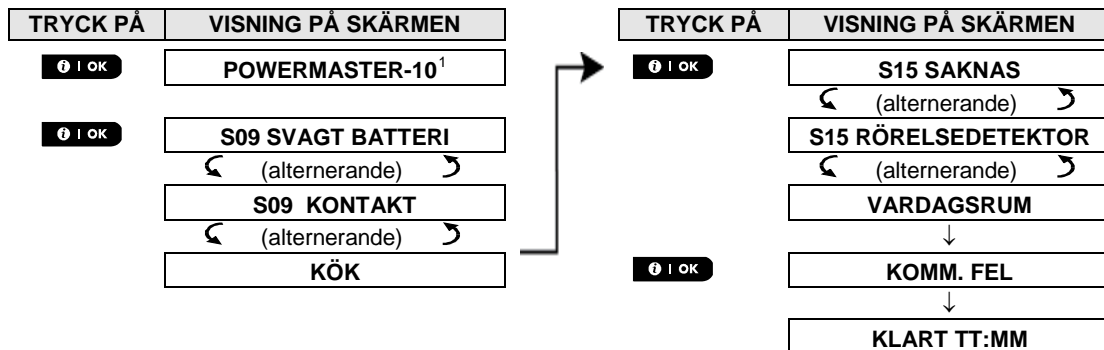 TRYCK PÅ VISNING PÅ SKÄRMEN
i | OK POWERMASTER-10¹
i | OK S09 SVAGT BATTERI
(alternerande)
S09 KONTAKT
(alternerande)
KÖK
TRYCK PÅ VISNING PÅ SKÄRMEN
i | OK S15 SAKNAS
(alternerande)
S15 RÖRELSEDETEKTOR
(alternerande)
VARDAGSRUM
↓
i | OK KOMM. FEL
↓
KLART TT:MM